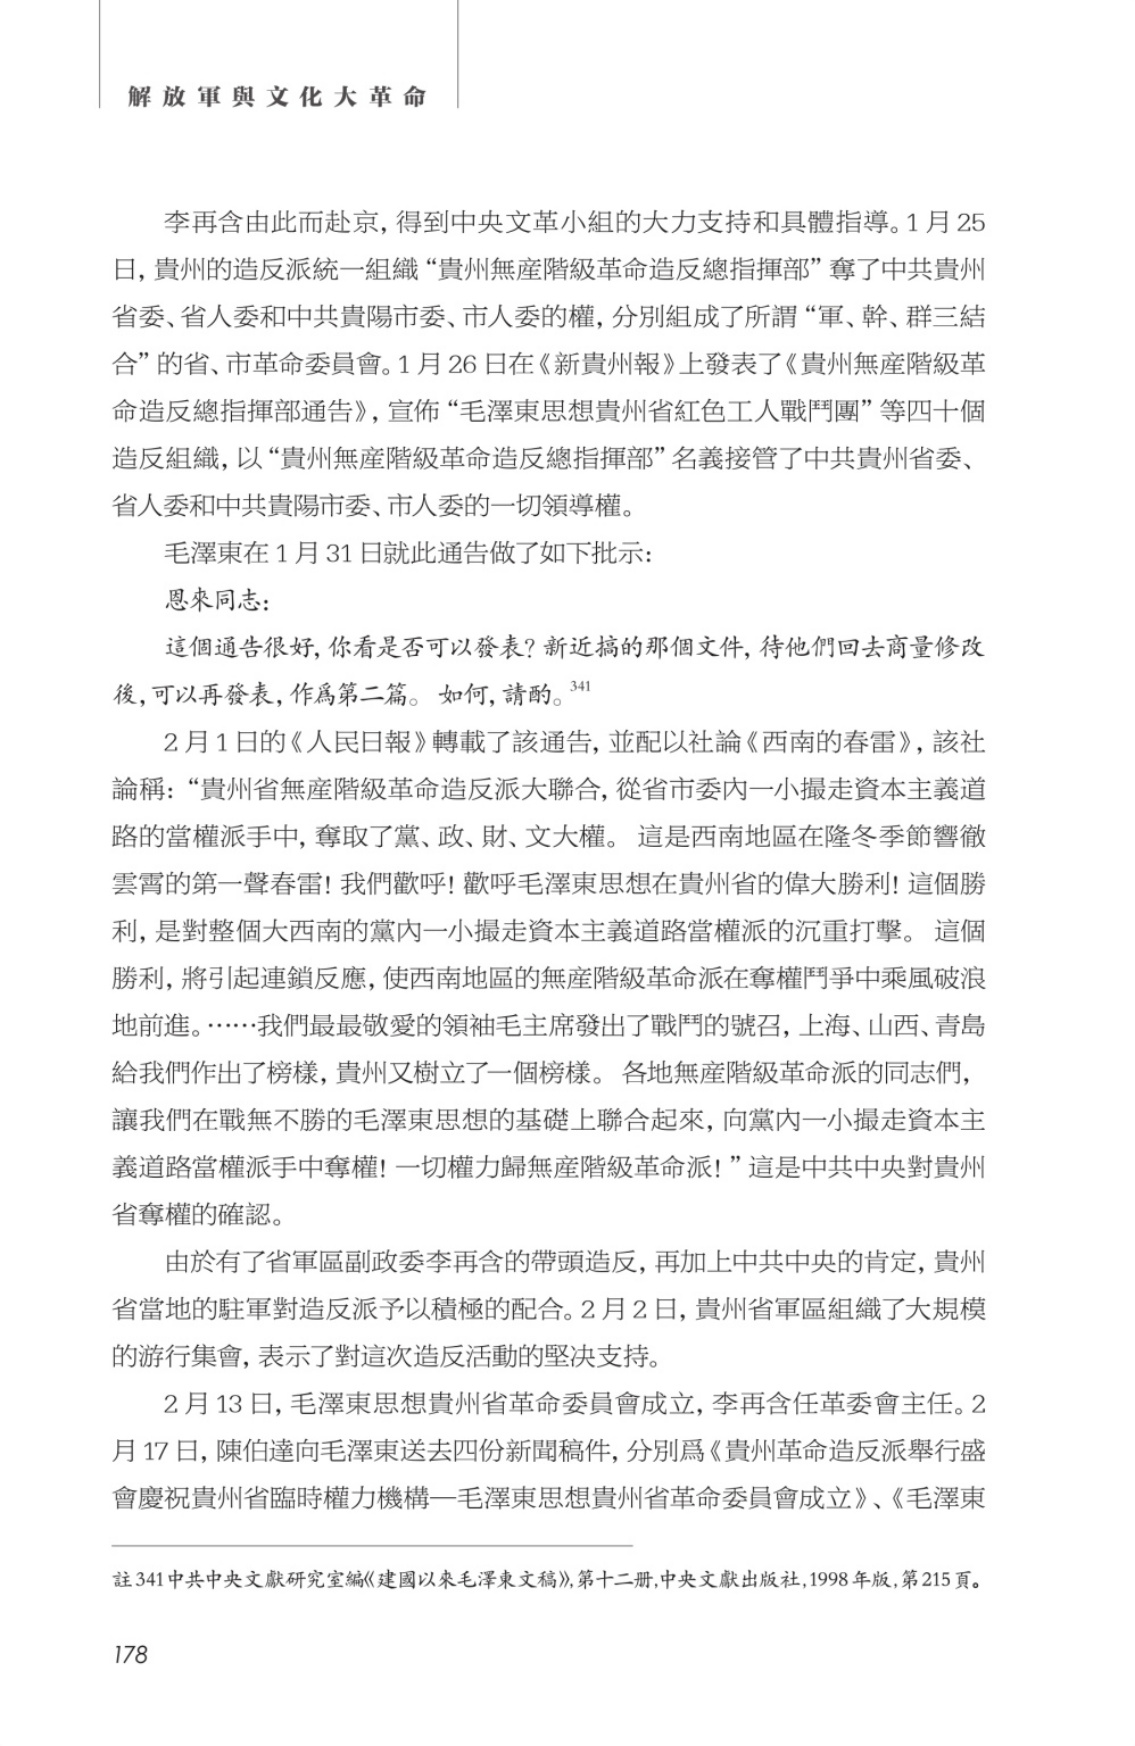 解放軍與文化大革命
李再含由此而赴京，得到中央文革小組的大力支持和具體指導。1 月 25
日，貴州的造反派統一組織“貴州無産階級革命造反總指揮部”奪了中共貴州
省委、省人委和中共貴陽市委、市人委的權，分別組成了所謂“軍、幹、群三結
合”的省、市革命委員會。1 月 26 日在《新貴州報》上發表了《貴州無産階級革
命造反總指揮部通告》，宣佈“毛澤東思想貴州省紅色工人戰鬥團”等四十個
造反組織，以“貴州無産階級革命造反總指揮部”名義接管了中共貴州省委、
省人委和中共貴陽市委、市人委的一切領導權。
毛澤東在 1 月 31 日就此通告做了如下批示：
恩來同志：
這個通告很好，你看是否可以發表？新近搞的那個文件，待他們回去商量修改
後，可以再發表，作爲第二篇。 如何，請酌。341
2 月 1 日的《人民日報》轉載了該通告，並配以社論《西南的春雷》，該社
論稱：“貴州省無産階級革命造反派大聯合，從省市委內一小撮走資本主義道
路的當權派手中，奪取了黨、政、財、文大權。 這是西南地區在隆冬季節響徹
雲霄的第一聲春雷！我們歡呼！歡呼毛澤東思想在貴州省的偉大勝利！這個勝
利，是對整個大西南的黨內一小撮走資本主義道路當權派的沉重打擊。 這個
勝利，將引起連鎖反應，使西南地區的無産階級革命派在奪權鬥爭中乘風破浪
地前進。……我們最最敬愛的領袖毛主席發出了戰鬥的號召，上海、山西、青島
給我們作出了榜樣，貴州又樹立了一個榜樣。 各地無産階級革命派的同志們，
讓我們在戰無不勝的毛澤東思想的基礎上聯合起來，向黨內一小撮走資本主
義道路當權派手中奪權！一切權力歸無産階級革命派！”這是中共中央對貴州
省奪權的確認。
由於有了省軍區副政委李再含的帶頭造反，再加上中共中央的肯定，貴州
省當地的駐軍對造反派予以積極的配合。2 月 2 日，貴州省軍區組織了大規模
的游行集會，表示了對這次造反活動的堅決支持。
2 月 13 日，毛澤東思想貴州省革命委員會成立，李再含任革委會主任。2
月 17 日，陳伯達向毛澤東送去四份新聞稿件，分別爲《貴州革命造反派舉行盛
會慶祝貴州省臨時權力機構—毛澤東思想貴州省革命委員會成立》、《毛澤東
註341中共中央文獻研究室編《建國以來毛澤東文稿》，第十二册，中央文獻出版社，1998年版，第215頁。
178